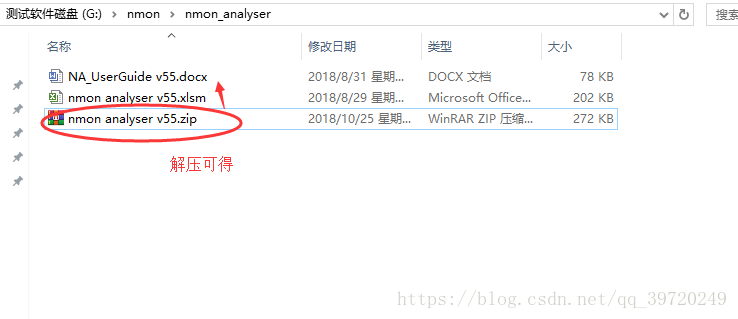 测试软件磁盘 (G:) › nmon › nmon_analyser 搜索
名称 修改日期 类型 大小
NA_UserGuide v55.docx 2018/8/31 星期... DOCX 文档 78 KB
nmon analyser v55.xlsm 2018/8/29 星期... Microsoft Office... 202 KB
nmon analyser v55.zip 2018/10/25 星期... WinRAR ZIP 压缩... 272 KB
解压可得
https://blog.csdn.net/qq_39720249